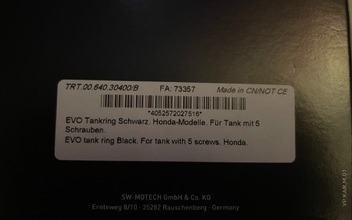 TRT.00.640.30400/B FA: 73357 Made in CN/NOT CE
*4052572027516*
EVO Tankring Schwarz. Honda-Modelle. Für Tank mit 5
Schrauben.
EVO tank ring Black. For tank with 5 screws. Honda.
SW-MOTECH GmbH & Co. KG
Ernteweg 8/10 · 35282 Rauschenberg · Germany